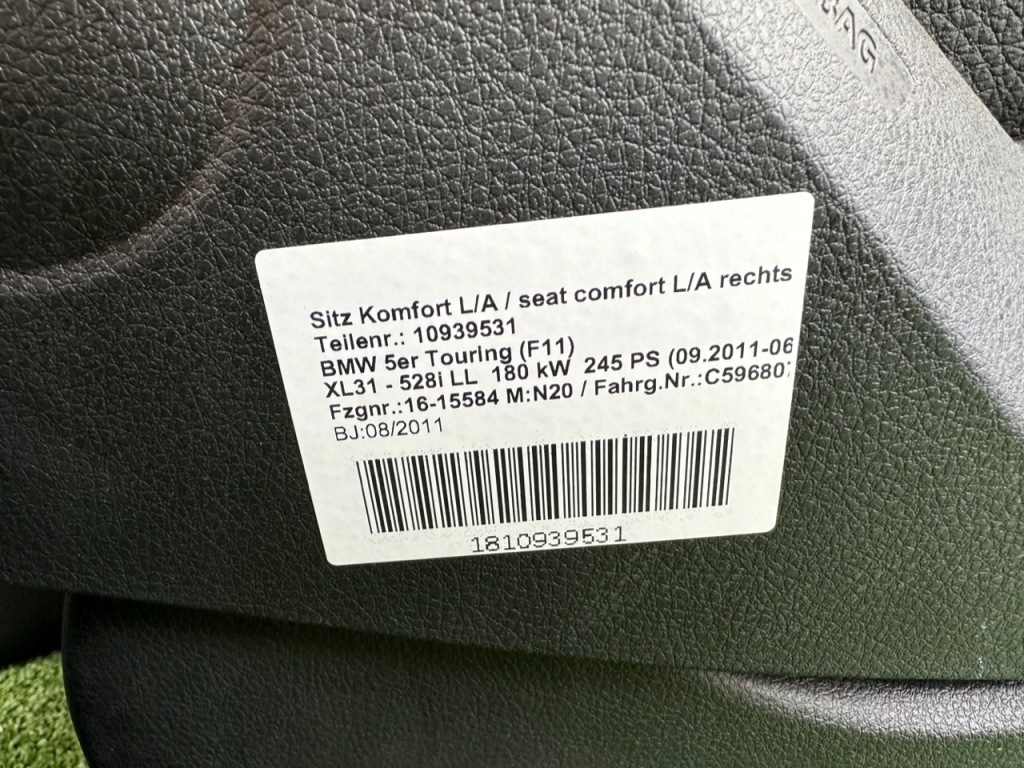 Sitz Komfort L/A / seat comfort L/A rechts
Teilenr.: 10939531
BMW 5er Touring (F11)
XL31 - 528i LL 180 kW 245 PS (09.2011-06
Fzgnr.:16-15584 M:N20 / Fahrg.Nr.:C59680
BJ:08/2011
1810939531